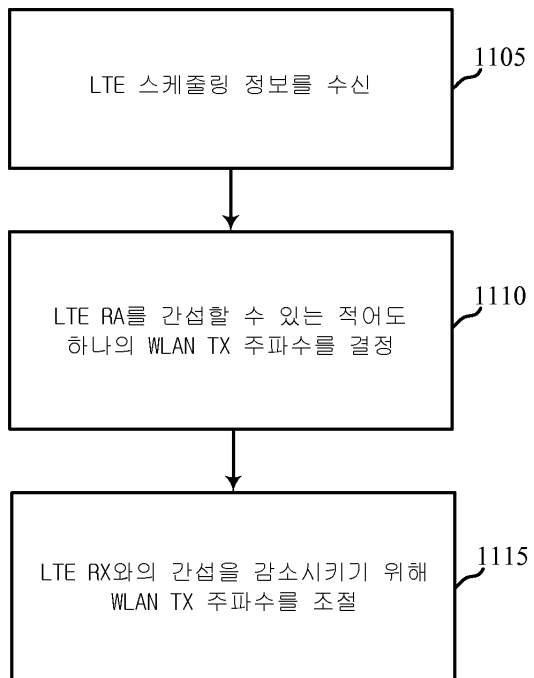 LTE 스케줄링 정보를 수신
1105
LTE RA를 간섭할 수 있는 적어도
하나의 WLAN TX 주파수를 결정
1110
LTE RX와의 간섭을 감소시키기 위해
WLAN TX 주파수를 조절
1115